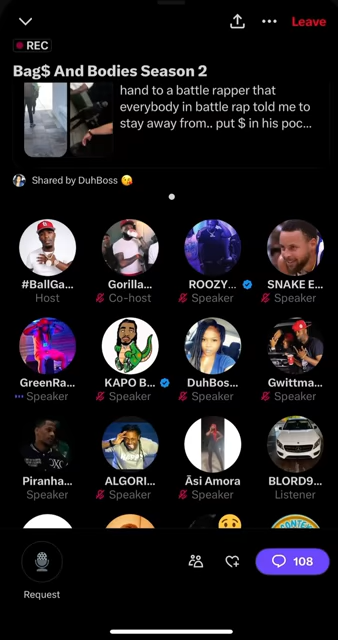 Leave
REC
Bag$ And Bodies Season 2
hand to a battle rapper that
everybody in battle rap told me to
stay away from.. put $ in his poc...
Shared by DuhBoss 😘
#BallGa... Gorilla... ROOZY... SNAKE E...
Host Co-host Speaker Speaker
GreenRa... KAPO B... DuhBos... Gwittma...
Speaker Speaker Speaker Speaker
Piranha... ALGORI... Āsi Amora BLORD9...
Speaker Speaker Speaker Listener
108
Request